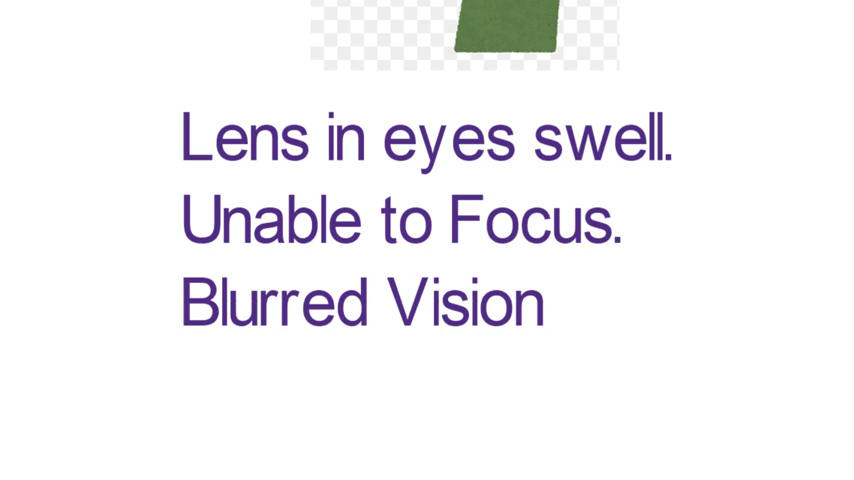 Lens in eyes swell.
Unable to Focus.
Blurred Vision